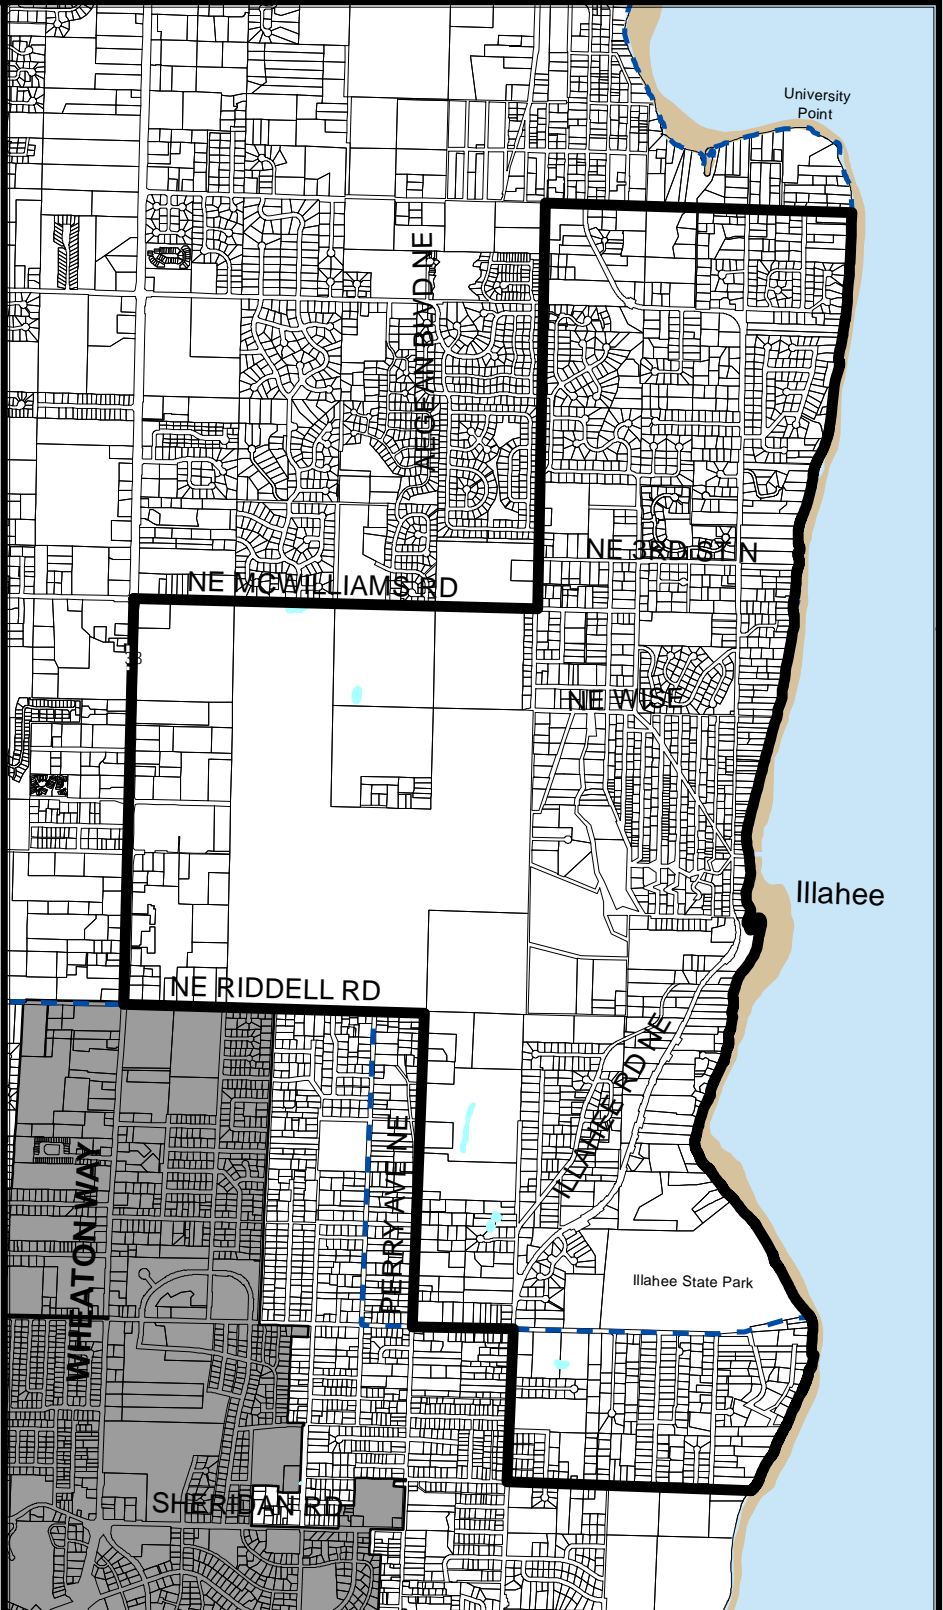 University
Point
AEGEAN BLVD NE
NE 3RD ST N
NE MCWILLIAMS RD
NE WISE
Illahee
NE RIDDELL RD
ILLAHEE RD NE
PERRY AVE NE
WHEATON WAY
Illahee State Park
SHERIDAN RD